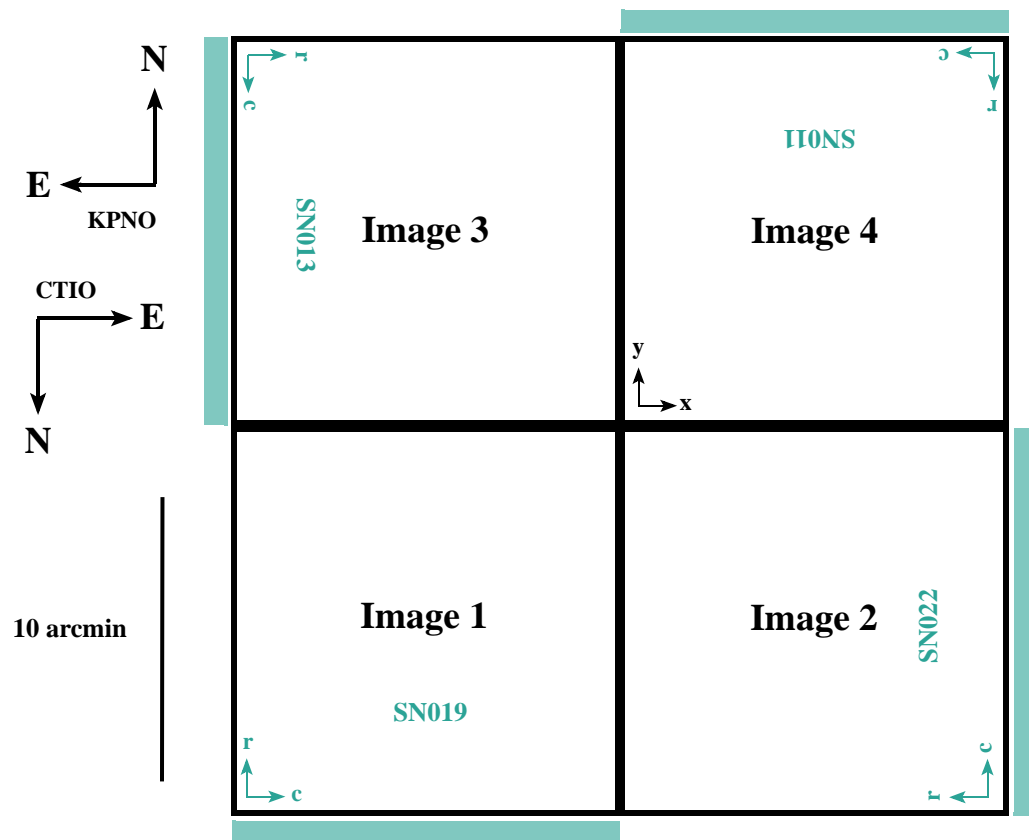 N
E
KPNO
CTIO
E
N
10 arcmin
r
c
SN013
Image 3
c
r
SN011
Image 4
y
x
Image 1
SN019
r
c
Image 2
SN022
c
r